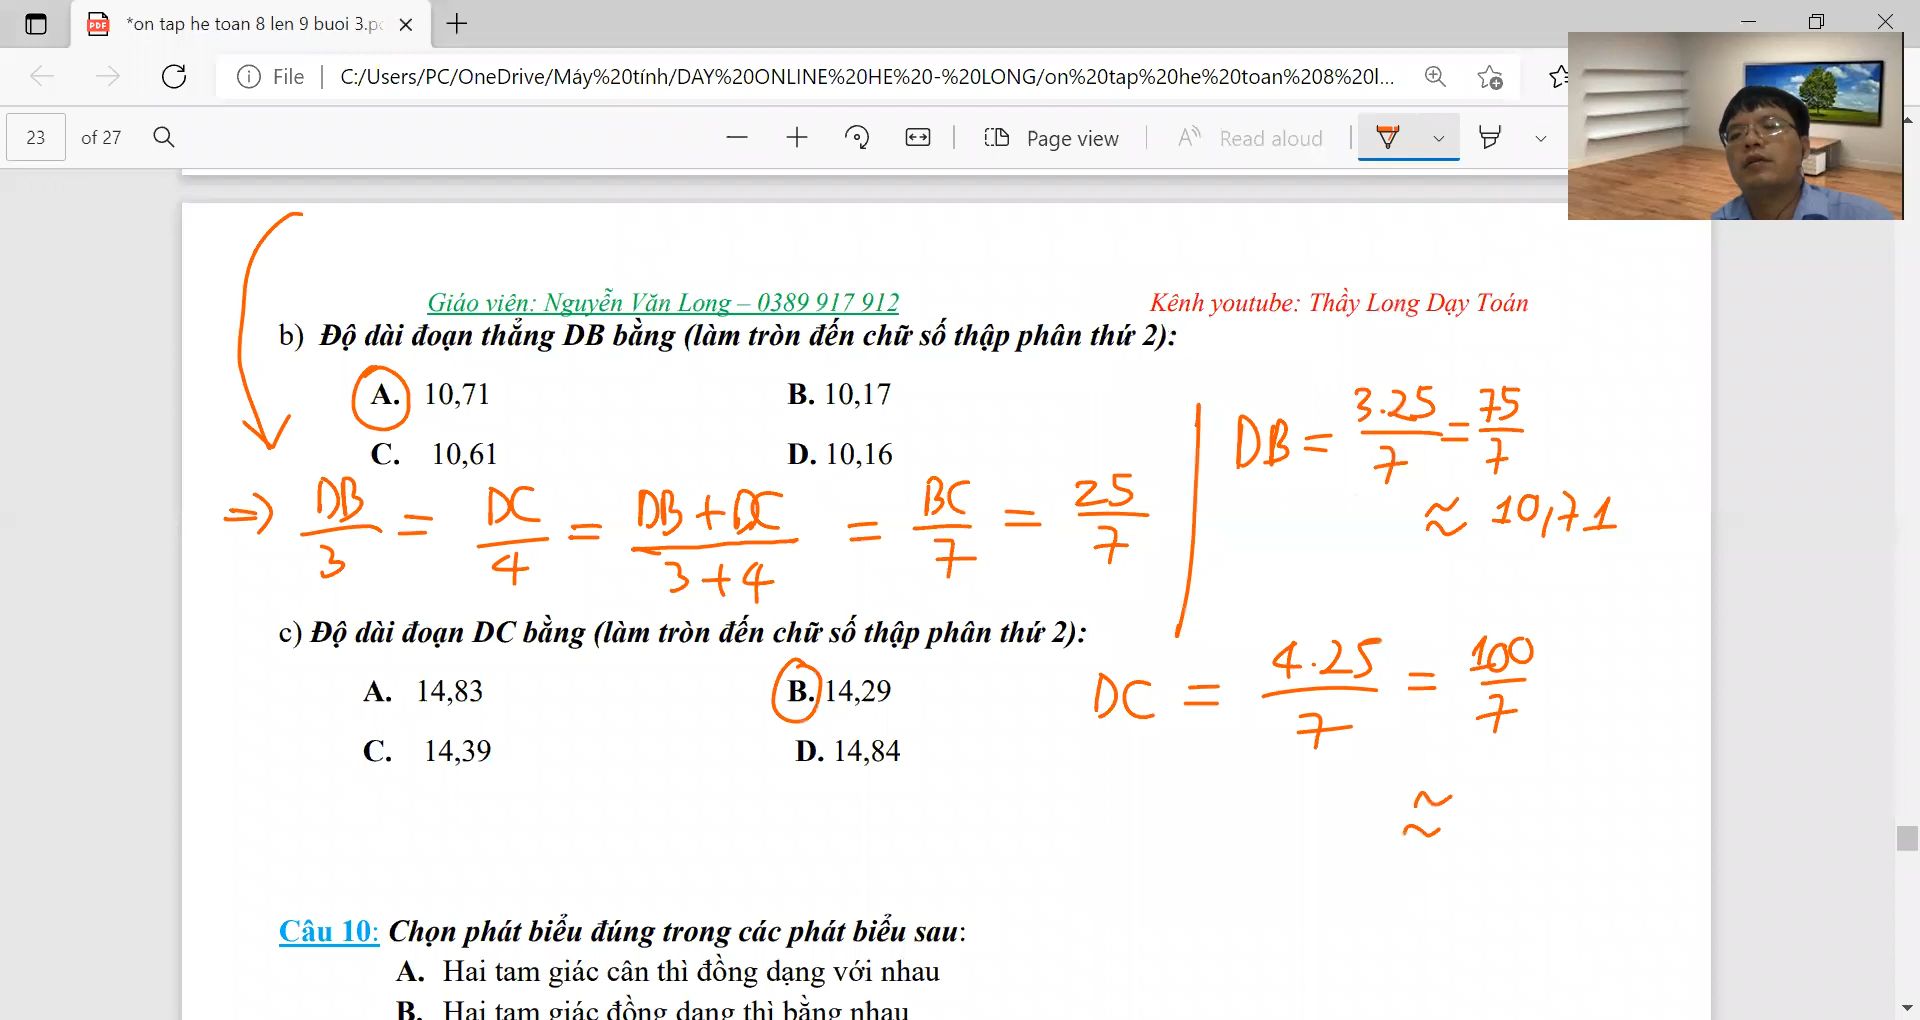 *on tap he toan 8 len 9 buoi 3.p
File
C:/Users/PC/OneDrive/Máy%20tính/DAY%20ONLINE%20HE%20-%20LONG/on%20tap%20he%20toan%208%20l...
23 of 27
Page view
Read aloud
Giáo viên: Nguyễn Văn Long – 0389 917 912
Kênh youtube: Thầy Long Dạy Toán
b) Độ dài đoạn thẳng DB bằng (làm tròn đến chữ số thập phân thứ 2):
A. 10,71
B. 10,17
C. 10,61
D. 10,16
DB = 3.25/7 = 75/7
≈ 10,71
=> DB/3 = DC/4 = DB+DC/3+4 = BC/7 = 25/7
c) Độ dài đoạn DC bằng (làm tròn đến chữ số thập phân thứ 2):
A. 14,83
B. 14,29
C. 14,39
D. 14,84
DC = 4.25/7 = 100/7
≈
Câu 10: Chọn phát biểu đúng trong các phát biểu sau:
A. Hai tam giác cân thì đồng dạng với nhau
B. Hai tam giác đồng dạng thì bằng nhau